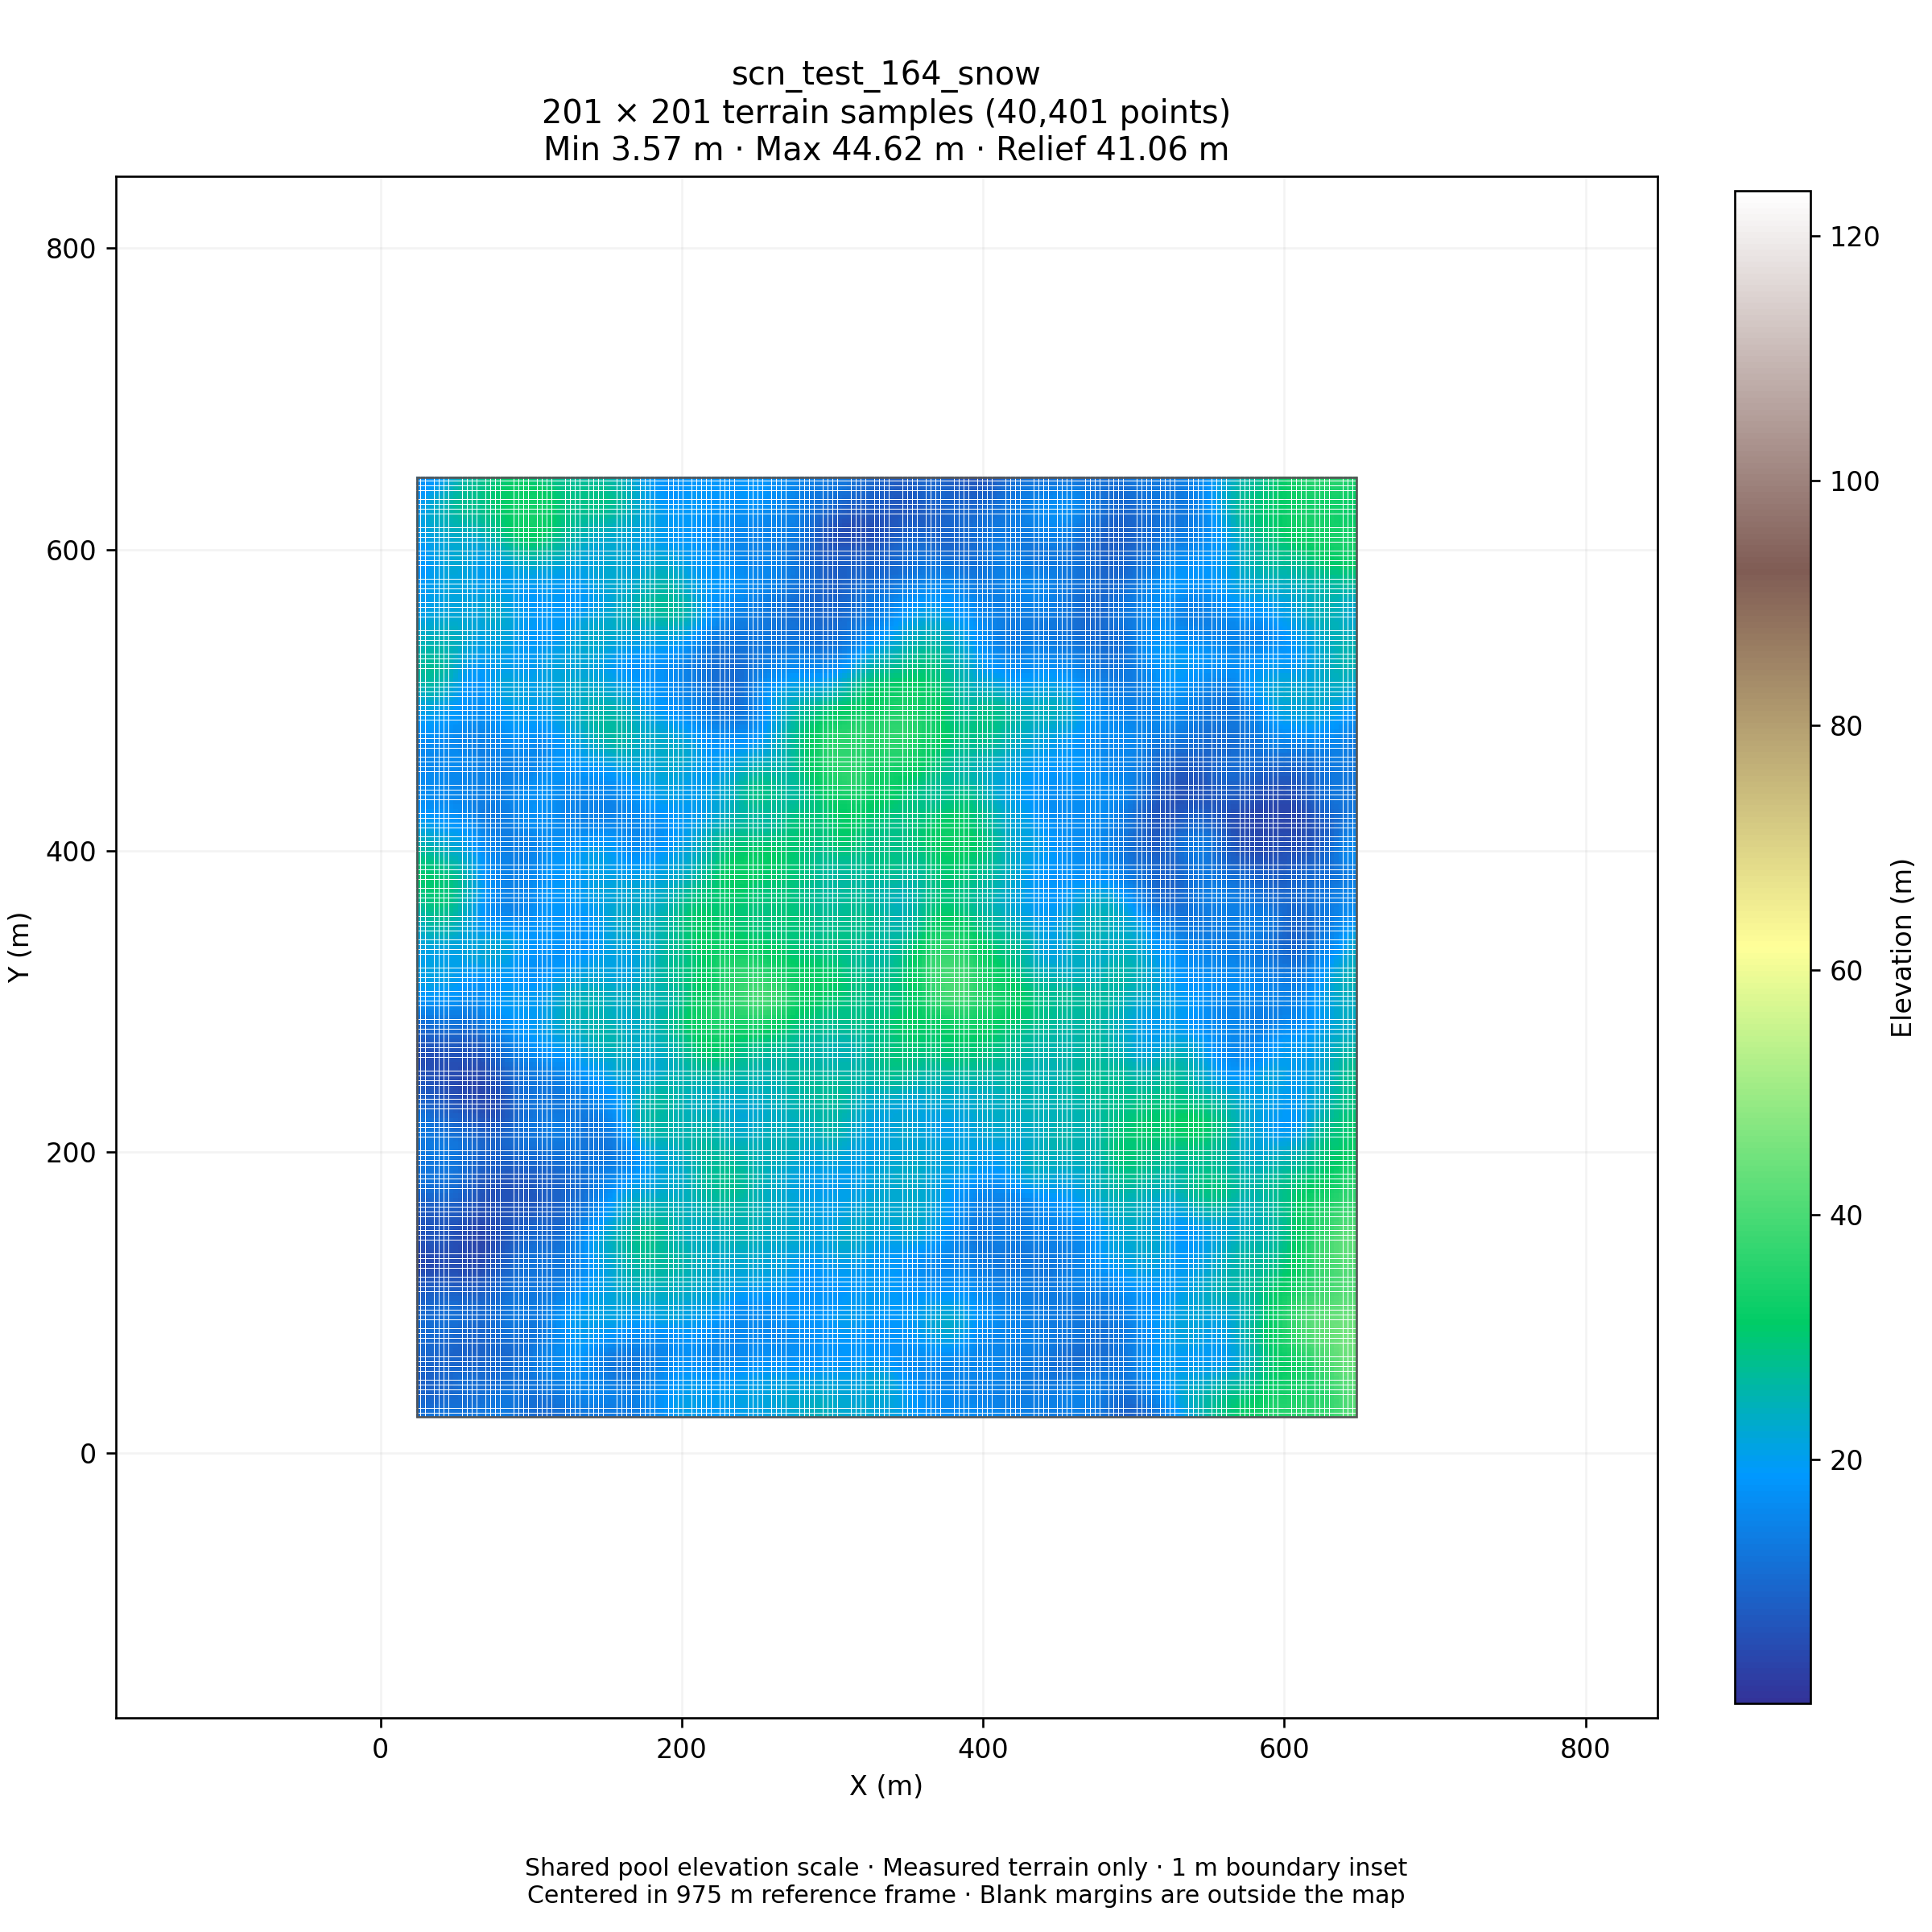 scn_test_164_snow
201 × 201 terrain samples (40,401 points)
Min 3.57 m · Max 44.62 m · Relief 41.06 m
800
600
400
200
0
Y (m)
0
200
400
600
800
X (m)
120
100
80
60
40
20
Elevation (m)
Shared pool elevation scale · Measured terrain only · 1 m boundary inset
Centered in 975 m reference frame · Blank margins are outside the map